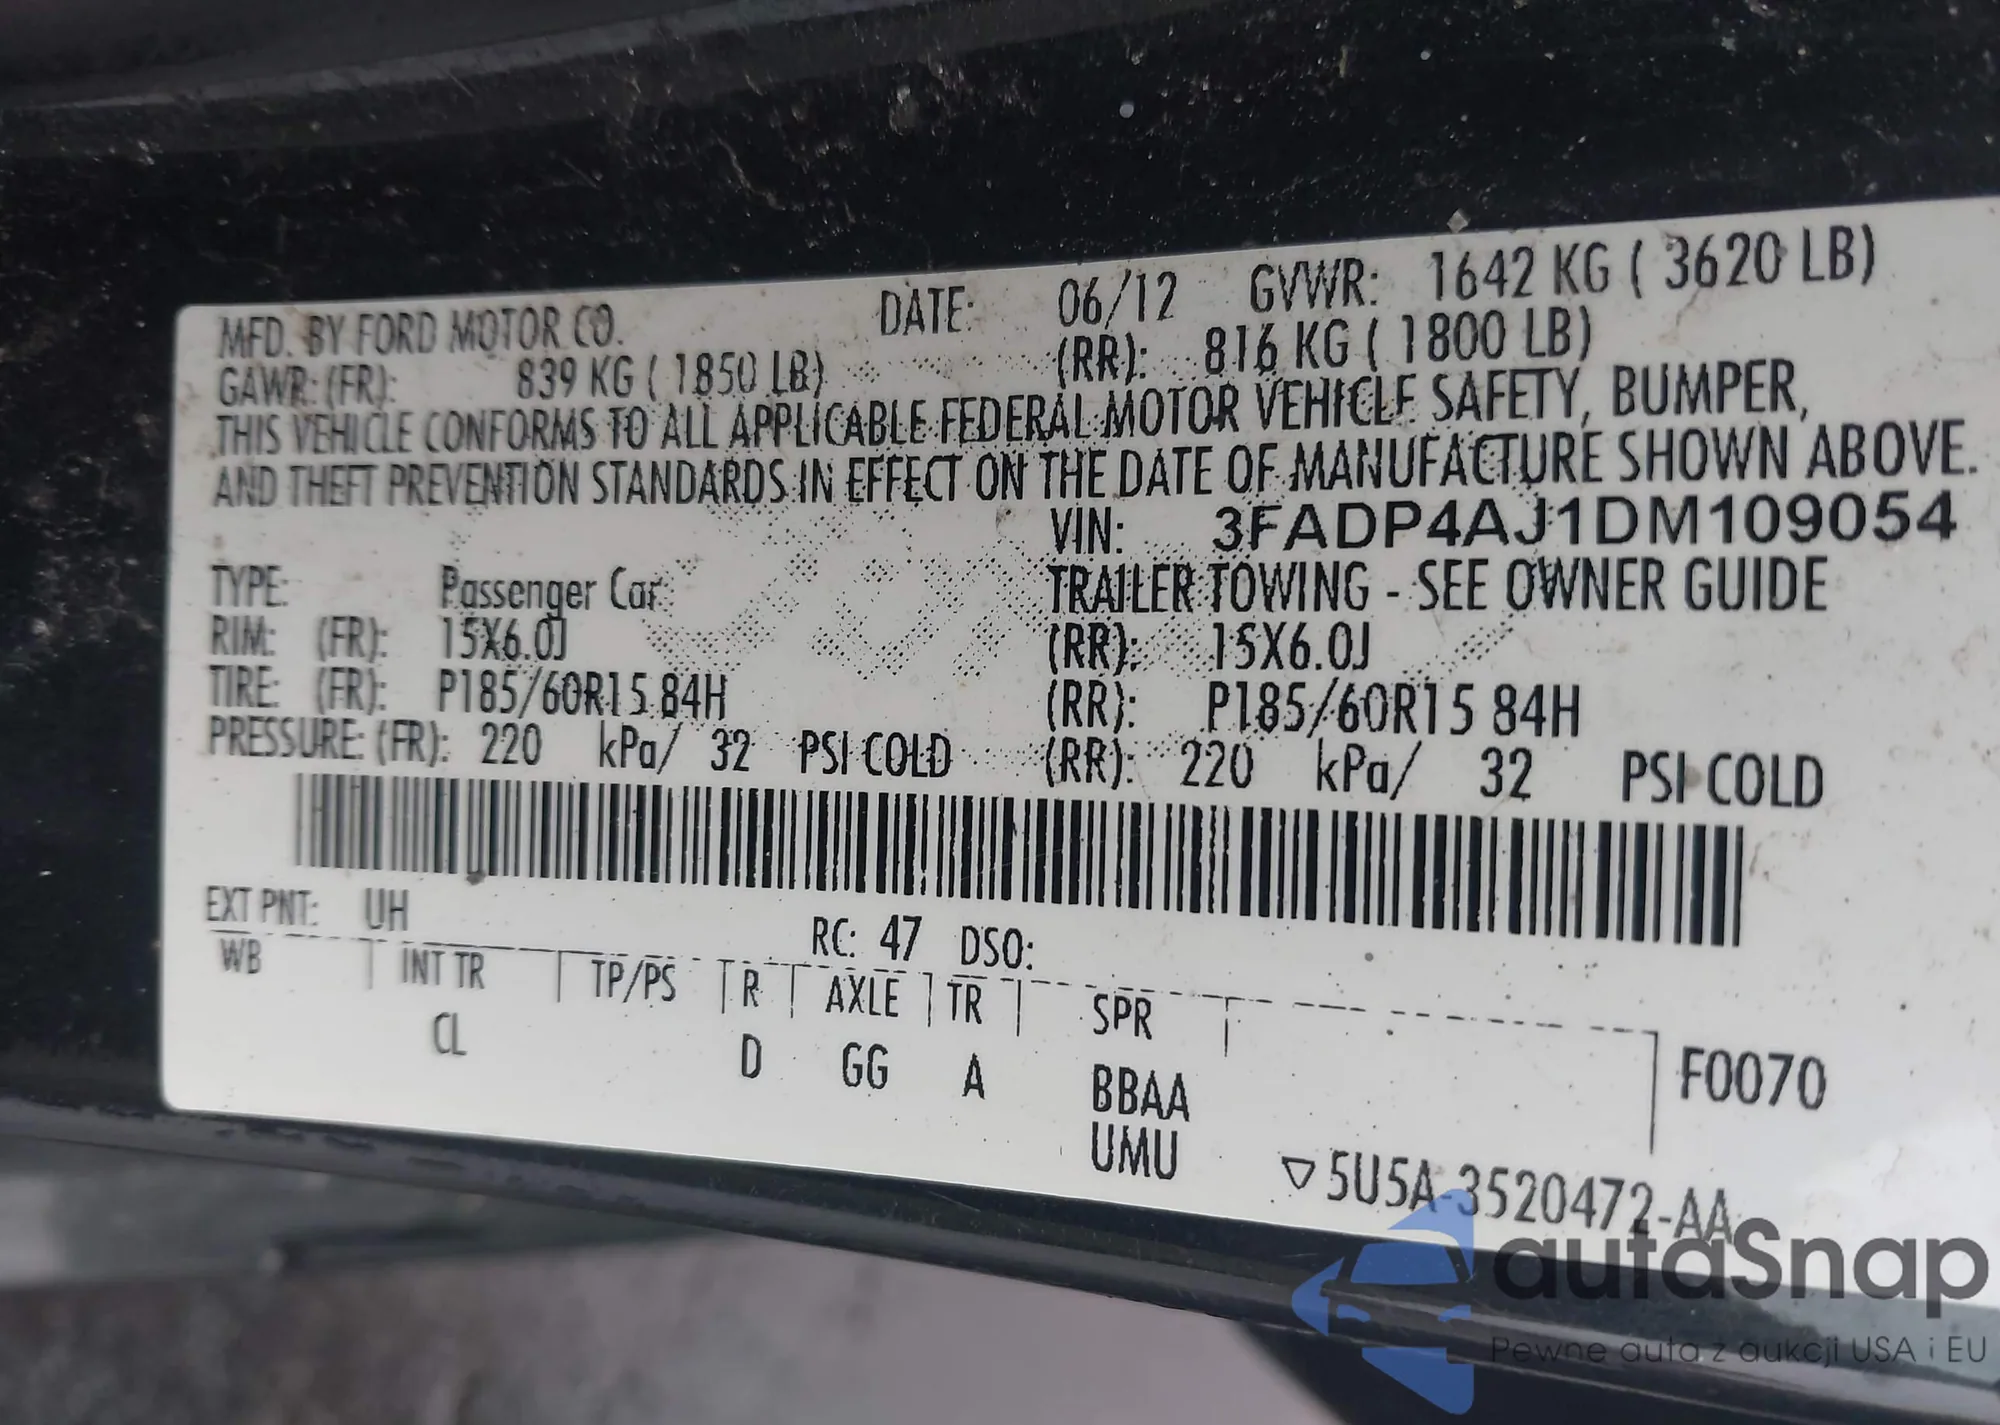 MFD. BY FORD MOTOR CO. DATE: 06/12 GVWR: 1642 KG ( 3620 LB)
GAWR: (FR): 839 KG ( 1850 LB) (RR): 816 KG ( 1800 LB)
THIS VEHICLE CONFORMS TO ALL APPLICABLE FEDERAL MOTOR VEHICLE SAFETY, BUMPER,
AND THEFT PREVENTION STANDARDS IN EFFECT ON THE DATE OF MANUFACTURE SHOWN ABOVE.
VIN: 3FADP4AJ1DM109054
TYPE: Passenger Car TRAILER TOWING - SEE OWNER GUIDE
RIM: (FR): 15X6.0J (RR): 15X6.0J
TIRE: (FR): P185/60R15 84H (RR): P185/60R15 84H
PRESSURE: (FR): 220 kPa/ 32 PSI COLD (RR): 220 kPa/ 32 PSI COLD
EXT PNT: UH RC: 47 DSO:
WB INT TR TP/PS R AXLE TR SPR
CL D GG A BBAA F0070
UMU
▽5U5A-3520472-AA
autaSnap
Pewne auta z aukcji USA i EU